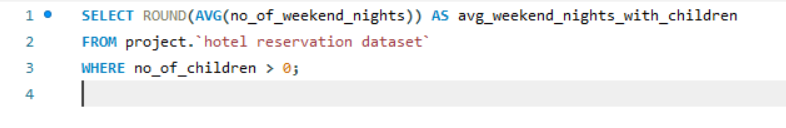 1 SELECT ROUND(AVG(no_of_weekend_nights)) AS avg_weekend_nights_with_children
2 FROM project.`hotel reservation dataset`
3 WHERE no_of_children > 0;
4